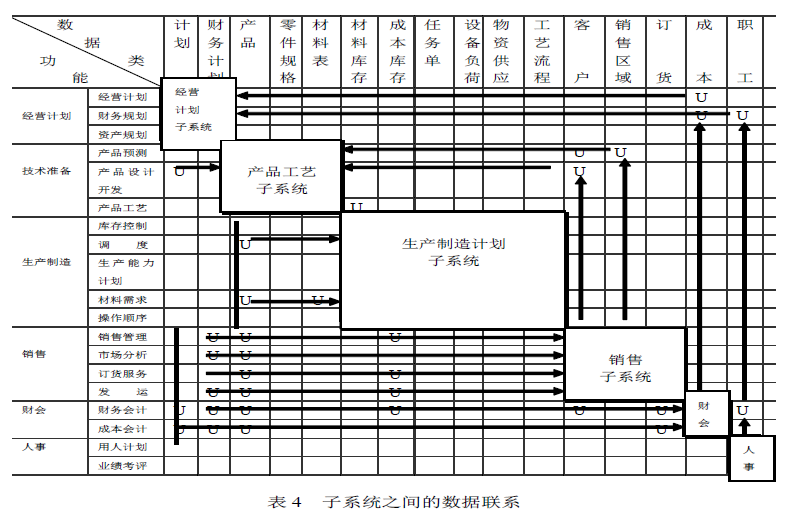 数 据 类
功 能
计划 财务计划 产品 零件规格 材料表 材料库存 成本库存 任务单 设备负荷 物资供应 工艺流程 客户 销售区域 订货 成本 职工
经营计划
经营计划 U
财务规划 U U
资产规划
经营
计划
子系统
技术准备
产品预测 U U
产品设计 U U
开发
产品工艺 U
产品工艺
子系统
生产制造
库存控制
调 度 U
生产能力
计划
材料需求 U U
操作顺序
生产制造计划
子系统
销售
销售管理 U U U
市场分析 U U
订货服务 U U U
发 运 U U U
销售
子系统
财会
财务会计 U U U U U U U
成本会计 U U U U
财
会
人事
用人计划
业绩考评
人
事
表 4 子系统之间的数据联系